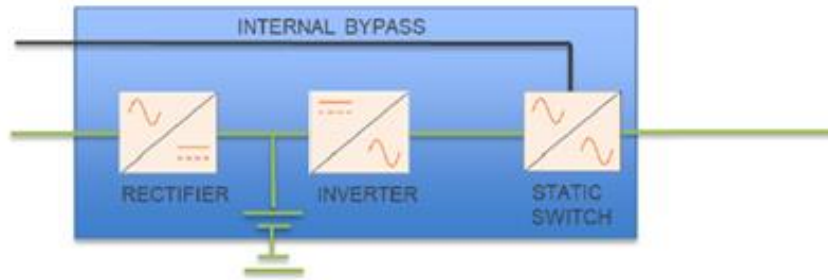 INTERNAL BYPASS
RECTIFIER
INVERTER
STATIC
SWITCH